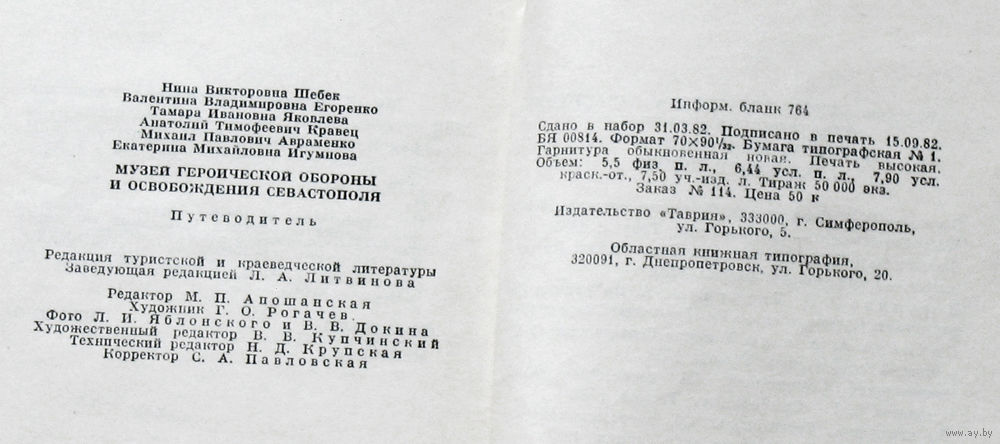 Нина Викторовна Шебек
Валентина Владимировна Егоренко
Тамара Ивановна Яковлева
Анатолий Тимофеевич Кравец
Михаил Павлович Авраменко
Екатерина Михайловна Игумнова
МУЗЕЙ ГЕРОИЧЕСКОЙ ОБОРОНЫ
И ОСВОБОЖДЕНИЯ СЕВАСТОПОЛЯ
Путеводитель
Редакция туристской и краеведческой литературы
Заведующая редакцией Л. А. Литвинова
Редактор М. П. Апошанская
Художник Г. О. Рогачев
Фото Л. И. Яблонского и В. В. Докина
Художественный редактор В. В. Купчинский
Технический редактор Н. Д. Крупская
Корректор С. А. Павловская
Информ. бланк 764
Сдано в набор 31.03.82. Подписано в печать 15.09.82.
БЯ 00814. Формат 70×90¹/₃₂. Бумага типографская № 1.
Гарнитура обыкновенная новая. Печать высокая.
Объем: 5,5 физ п. л., 6,44 усл. п. л., 7,90 усл.
краск.-от., 7,50 уч.-изд. л. Тираж 50 000 экз.
Заказ № 114. Цена 50 к
Издательство «Таврия», 333000, г. Симферополь,
ул. Горького, 5.
Областная книжная типография,
320091, г. Днепропетровск, ул. Горького, 20.
www.ay.by